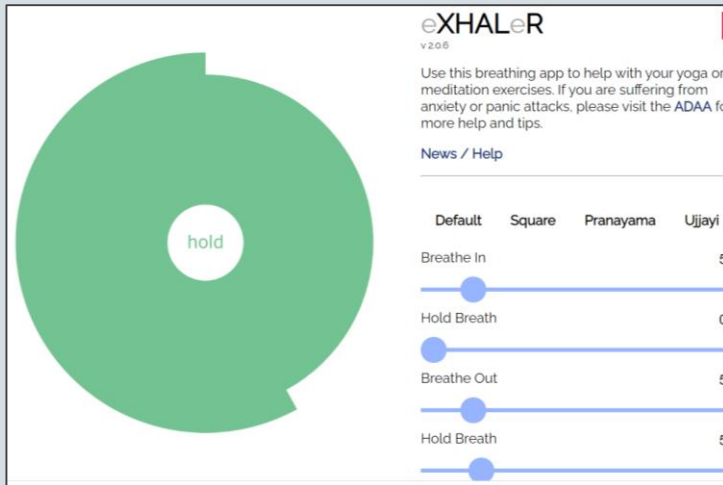 hold
eXHALeR
v 2.0.6
Use this breathing app to help with your yoga or
meditation exercises. If you are suffering from
anxiety or panic attacks, please visit the ADAA
more help and tips.
News / Help
Default Square Pranayama Ujjayi
Breathe In
Hold Breath
Breathe Out
Hold Breath